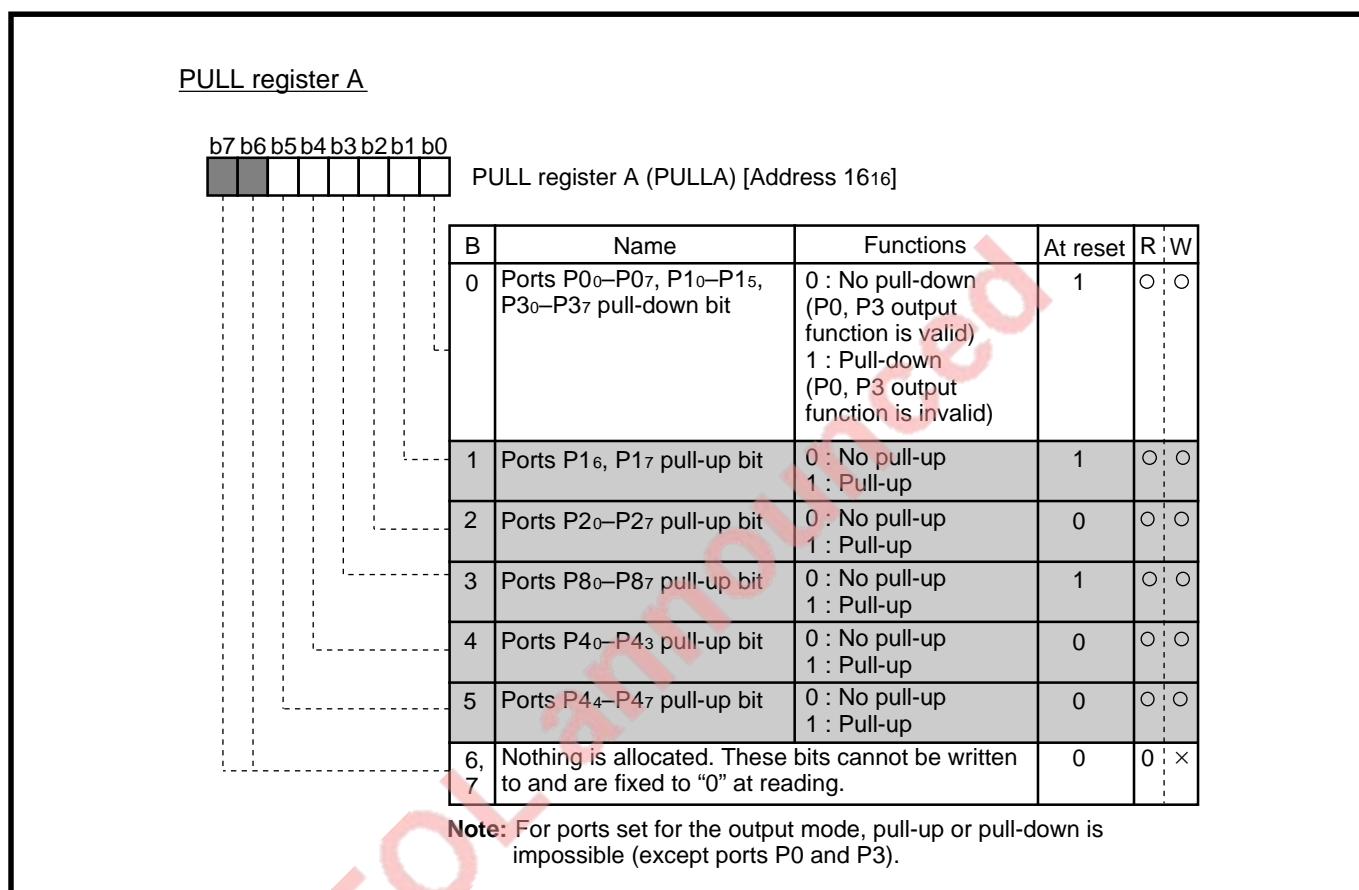 PULL register A
b7 b6 b5 b4 b3 b2 b1 b0
PULL register A (PULLA) [Address 1616]
B Name Functions At reset R W
0 Ports P00–P07, P10–P15, 0 : No pull-down 1 ○ ○
P30–P37 pull-down bit (P0, P3 output
function is valid)
1 : Pull-down
(P0, P3 output
function is invalid)
1 Ports P16, P17 pull-up bit 0 : No pull-up 1 ○ ○
1 : Pull-up
2 Ports P20–P27 pull-up bit 0 : No pull-up 0 ○ ○
1 : Pull-up
3 Ports P80–P87 pull-up bit 0 : No pull-up 1 ○ ○
1 : Pull-up
4 Ports P40–P43 pull-up bit 0 : No pull-up 0 ○ ○
1 : Pull-up
5 Ports P44–P47 pull-up bit 0 : No pull-up 0 ○ ○
1 : Pull-up
6, Nothing is allocated. These bits cannot be written 0 0 ×
7 to and are fixed to “0” at reading.
Note: For ports set for the output mode, pull-up or pull-down is
impossible (except ports P0 and P3).
EOL announced